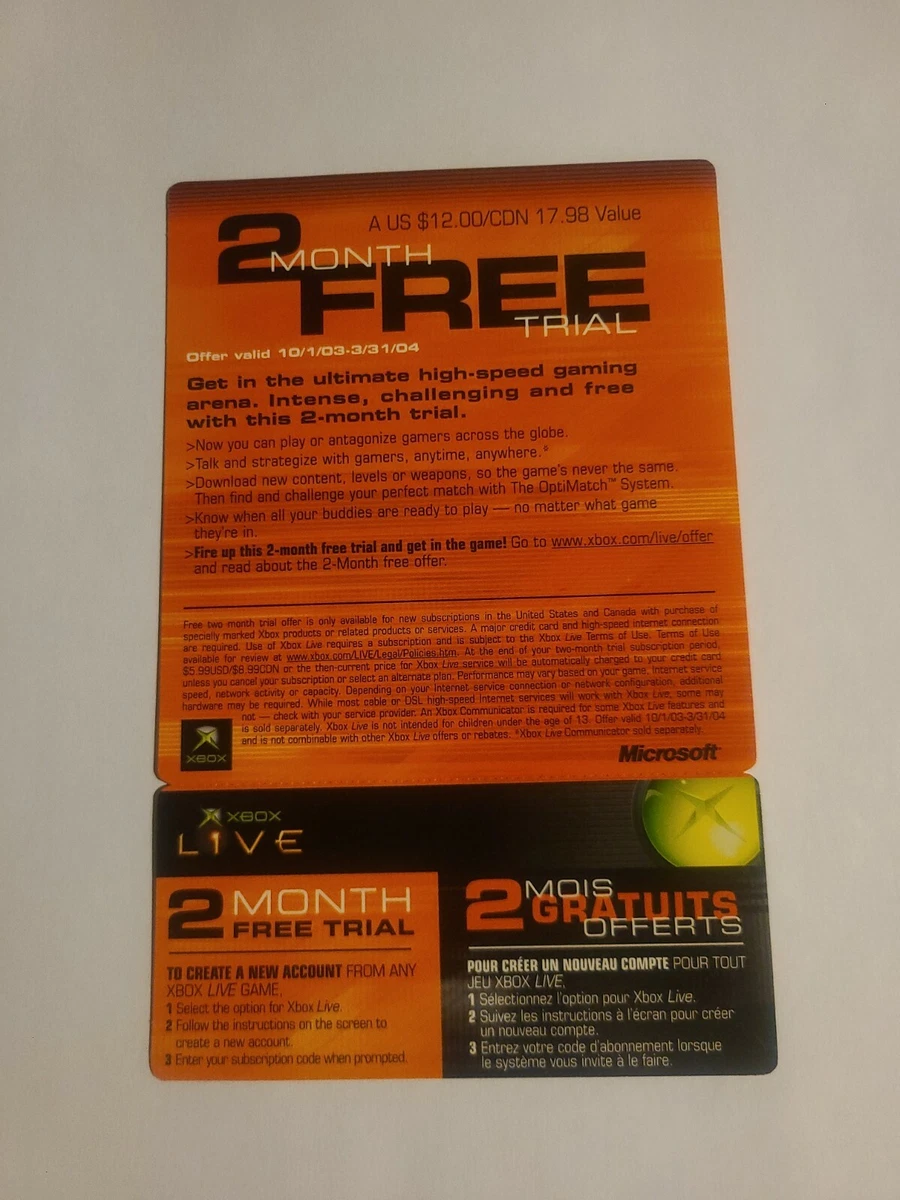 A US $12.00/CDN 17.98 Value
2 MONTH
FREE
TRIAL
Offer valid 10/1/03-3/31/04
Get in the ultimate high-speed gaming
arena. Intense, challenging and free
with this 2-month trial.
>Now you can play or antagonize gamers across the globe.
>Talk and strategize with gamers, anytime, anywhere.*
>Download new content, levels or weapons, so the game's never the same.
Then find and challenge your perfect match with The OptiMatch™ System.
>Know when all your buddies are ready to play — no matter what game
they're in.
>Fire up this 2-month free trial and get in the game! Go to www.xbox.com/live/offer
and read about the 2-Month free offer.
Free two month trial offer is only available for new subscriptions in the United States and Canada with purchase of
specially marked Xbox products or related products or services. A major credit card and high-speed internet connection
are required. Use of Xbox Live requires a subscription and is subject to the Xbox Live Terms of Use. Terms of Use
available for review at www.xbox.com/LIVE/Legal/Policies.htm. At the end of your two-month trial subscription period,
$5.99USD/$8.99CDN or the then-current price for Xbox Live service will be automatically charged to your credit card
unless you cancel your subscription or select an alternate plan. Performance may vary based on your game, Internet service
speed, network activity or capacity. Depending on your Internet service connection or network configuration, additional
hardware may be required. While most cable or DSL high-speed Internet services will work with Xbox Live, some may
not — check with your service provider. An Xbox Communicator is required for some Xbox Live features and
is sold separately. Xbox Live is not intended for children under the age of 13. Offer valid 10/1/03-3/31/04
and is not combinable with other Xbox Live offers or rebates. *Xbox Live Communicator sold separately.
XBOX
Microsoft
XBOX
LIVE
2 MONTH
FREE TRIAL
TO CREATE A NEW ACCOUNT FROM ANY
XBOX LIVE GAME,
1 Select the option for Xbox Live.
2 Follow the instructions on the screen to
create a new account.
3 Enter your subscription code when prompted.
2 MOIS
GRATUITS
OFFERTS
POUR CRÉER UN NOUVEAU COMPTE POUR TOUT
JEU XBOX LIVE,
1 Sélectionnez l'option pour Xbox Live.
2 Suivez les instructions à l'écran pour créer
un nouveau compte.
3 Entrez votre code d'abonnement lorsque
le système vous invite à le faire.